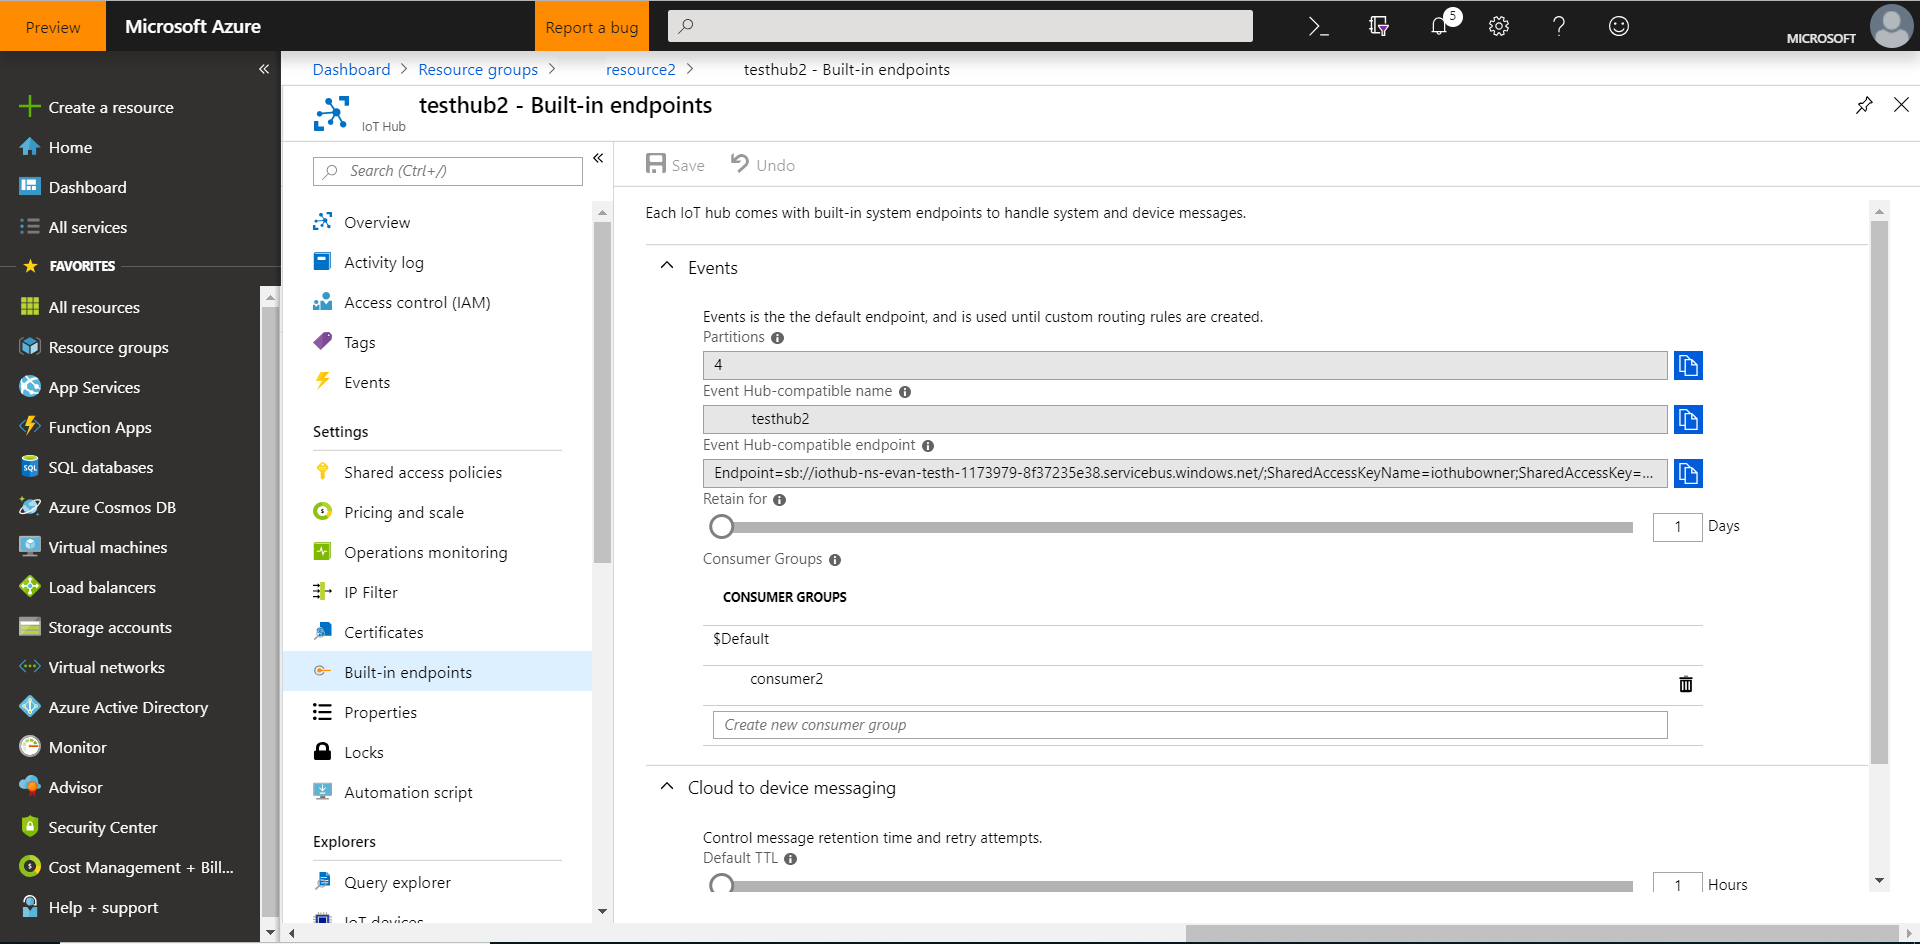 Preview
Microsoft Azure
Report a bug
5
MICROSOFT
Create a resource
Home
Dashboard
All services
FAVORITES
All resources
Resource groups
App Services
Function Apps
SQL databases
Azure Cosmos DB
Virtual machines
Load balancers
Storage accounts
Virtual networks
Azure Active Directory
Monitor
Advisor
Security Center
Cost Management + Bill...
Help + support
Dashboard > Resource groups > resource2 > testhub2 - Built-in endpoints
testhub2 - Built-in endpoints
IoT Hub
Search (Ctrl+/)
Overview
Activity log
Access control (IAM)
Tags
Events
Settings
Shared access policies
Pricing and scale
Operations monitoring
IP Filter
Certificates
Built-in endpoints
Properties
Locks
Automation script
Explorers
Query explorer
IoT devices
Save Undo
Each IoT hub comes with built-in system endpoints to handle system and device messages.
Events
Events is the the default endpoint, and is used until custom routing rules are created.
Partitions
4
Event Hub-compatible name
testhub2
Event Hub-compatible endpoint
Endpoint=sb://iothub-ns-evan-testh-1173979-8f37235e38.servicebus.windows.net/;SharedAccessKeyName=iothubowner;SharedAccessKey=...
Retain for
1 Days
Consumer Groups
CONSUMER GROUPS
$Default
consumer2
Create new consumer group
Cloud to device messaging
Control message retention time and retry attempts.
Default TTL
1 Hours